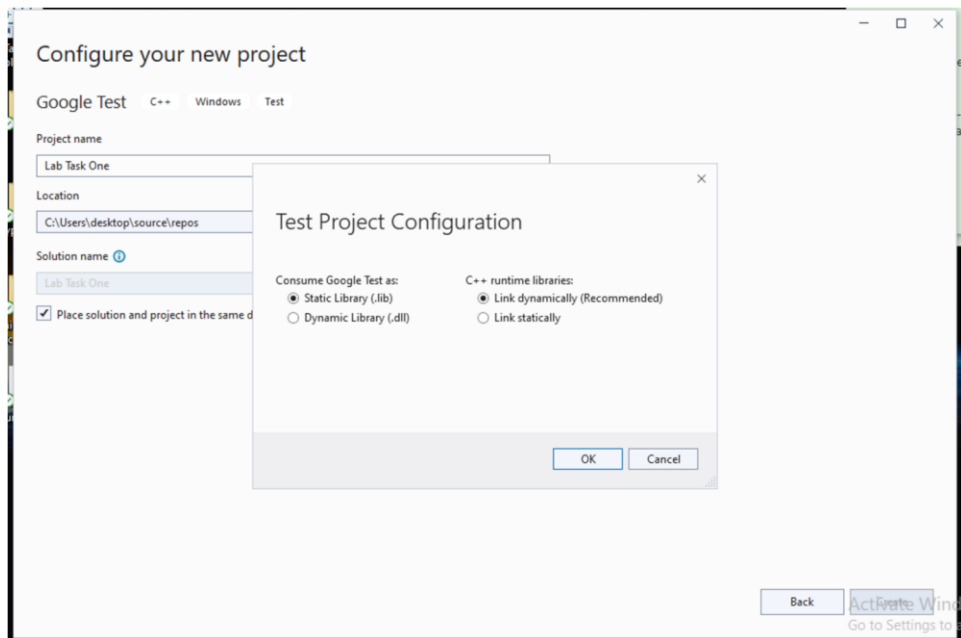 Configure your new project
Google Test C++ Windows Test
Project name
Lab Task One
Location
C:\Users\desktop\source\repos
Solution name
Lab Task One
Place solution and project in the same d
Test Project Configuration
Consume Google Test as:
Static Library (.lib)
Dynamic Library (.dll)
C++ runtime libraries:
Link dynamically (Recommended)
Link statically
OK Cancel
Back Create
Activate Wind
Go to Settings to